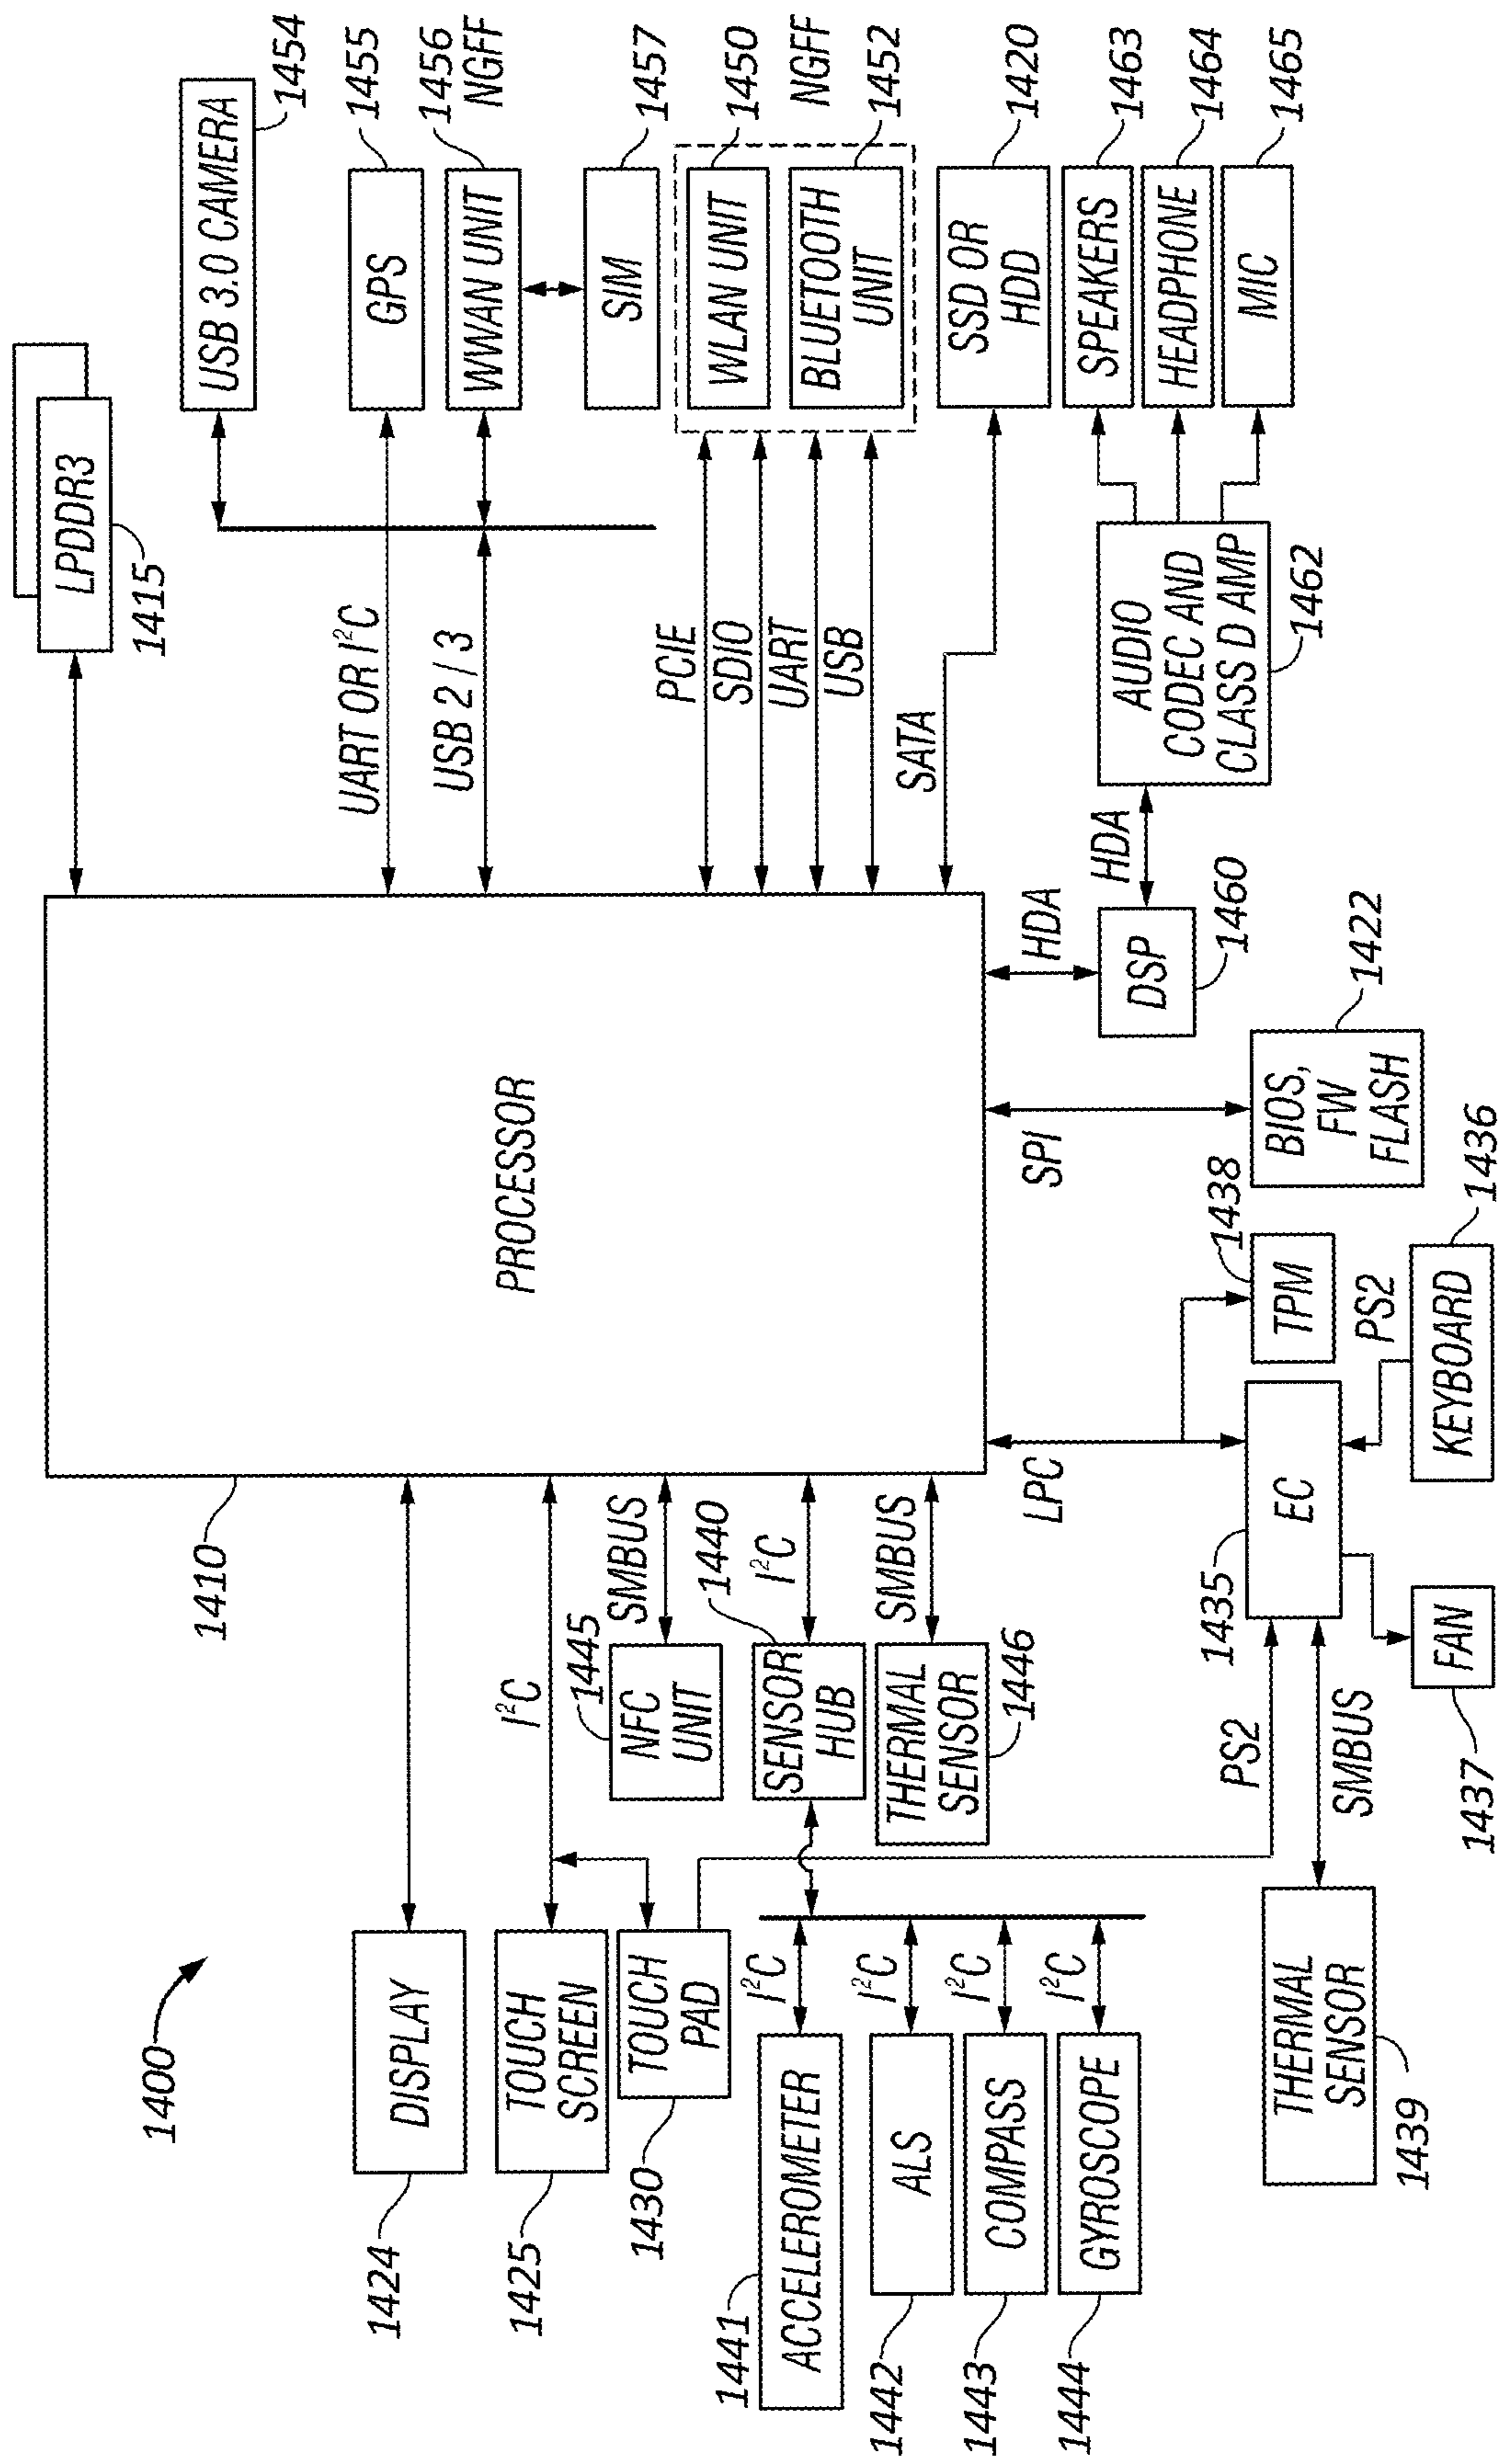 1400
LPDDR3
1415
USB 3.0 CAMERA
1454
DISPLAY
1424
1410
PROCESSOR
UART OR I²C
GPS
1455
USB 2 / 3
WWAN UNIT
1456
NGFF
SIM
1457
TOUCH
SCREEN
1425
I²C
TOUCH
PAD
1430
NFC
UNIT
1445
SMBUS
SENSOR
HUB
1440
I²C
THERMAL
SENSOR
1446
SMBUS
ACCELEROMETER
1441
I²C
ALS
1442
I²C
COMPASS
1443
I²C
GYROSCOPE
1444
I²C
PCIE
SDIO
UART
USB
WLAN UNIT
1450
NGFF
BLUETOOTH
UNIT
1452
SATA
SSD OR
HDD
1420
LPC
SPI
HDA
HDA
DSP
1460
AUDIO
CODEC AND
CLASS D AMP
1462
SPEAKERS
1463
HEADPHONE
1464
MIC
1465
THERMAL
SENSOR
1439
PS2
SMBUS
EC
1435
TPM
1438
BIOS,
FW
FLASH
1422
FAN
1437
PS2
KEYBOARD
1436